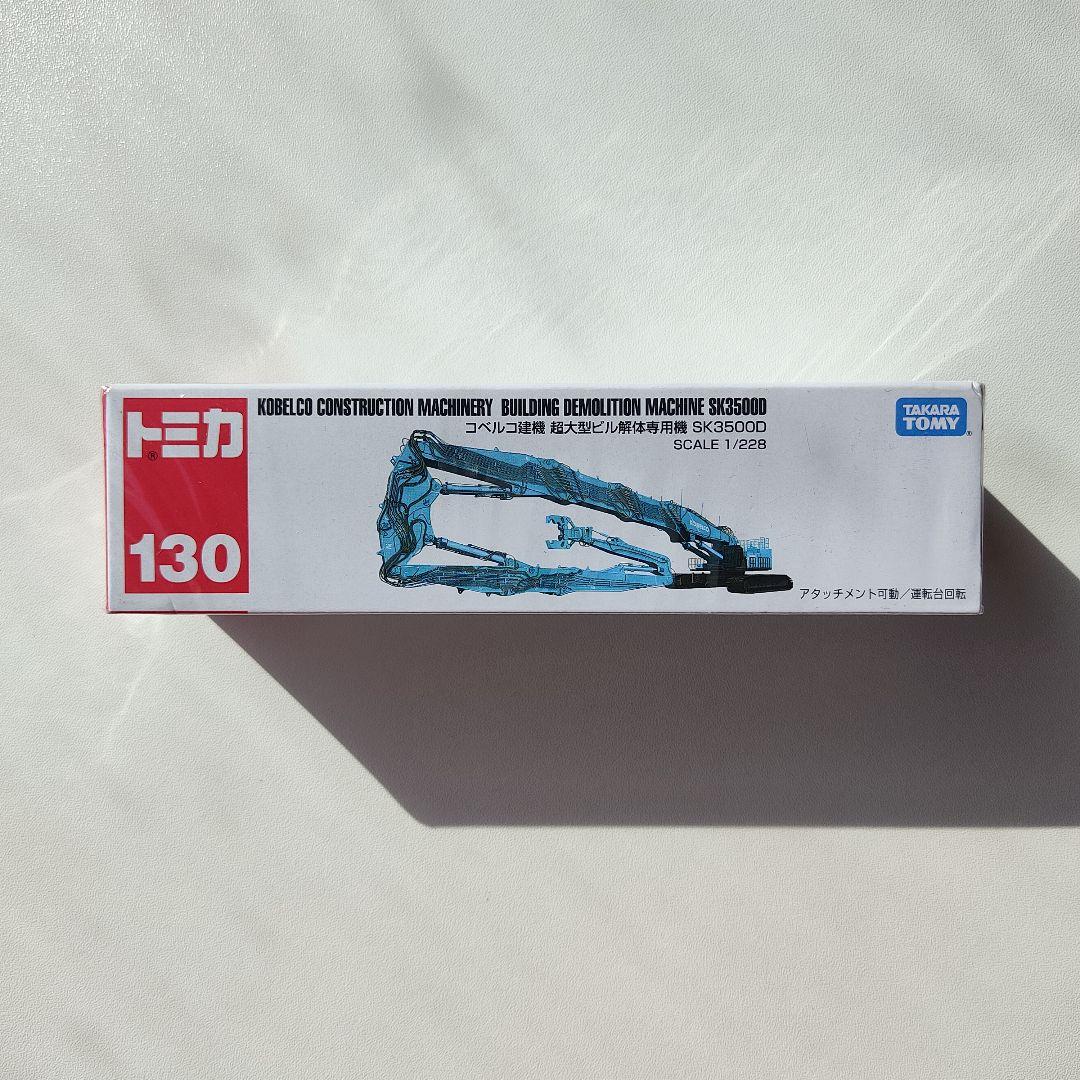 トミカ
®
130
KOBELCO CONSTRUCTION MACHINERY BUILDING DEMOLITION MACHINE SK3500D
コベルコ建機 超大型ビル解体専用機 SK3500D
SCALE 1/228
KOBELCO
TAKARA
TOMY
®
アタッチメント可動/運転台回転